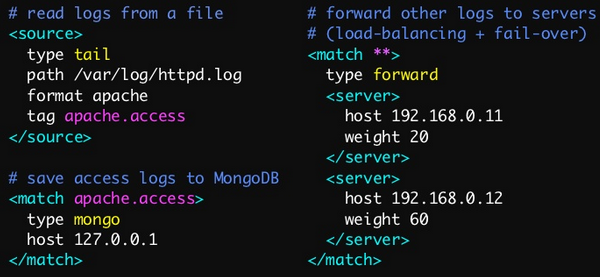 # read logs from a file
<source>
  type tail
  path /var/log/httpd.log
  format apache
  tag apache.access
</source>

# save access logs to MongoDB
<match apache.access>
  type mongo
  host 127.0.0.1
</match>

# forward other logs to servers
# (load-balancing + fail-over)
<match **>
  type forward
  <server>
    host 192.168.0.11
    weight 20
  </server>
  <server>
    host 192.168.0.12
    weight 60
  </server>
</match>